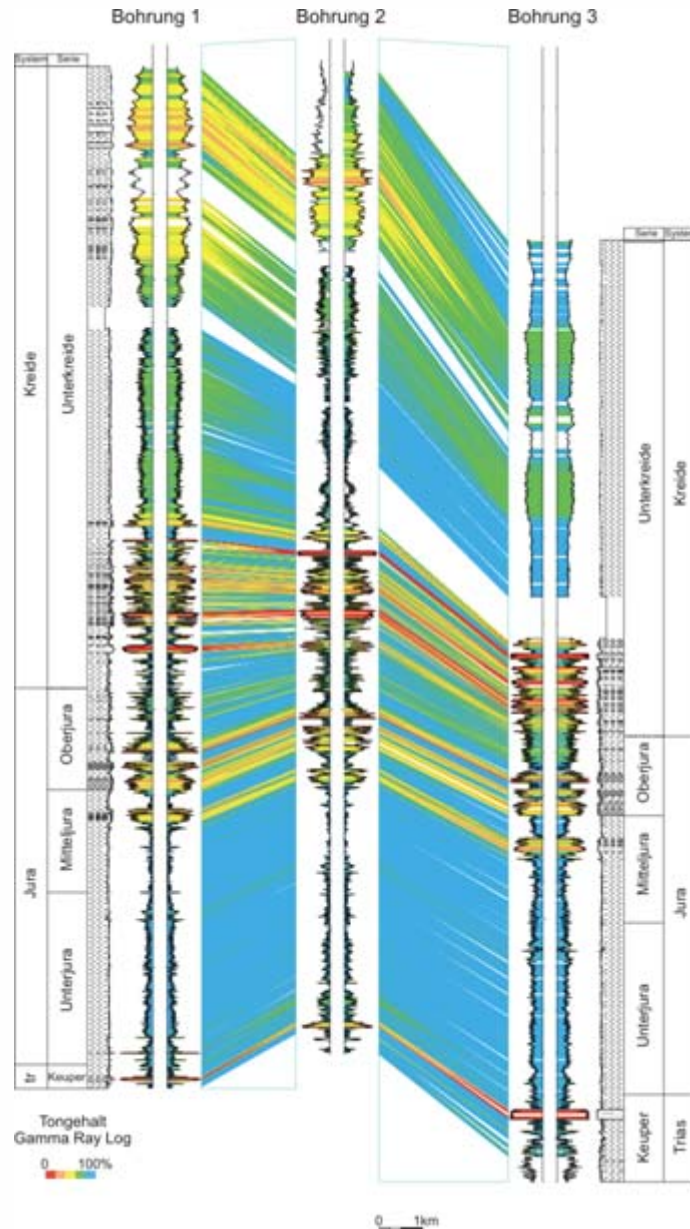 Bohrung 1
Bohrung 2
Bohrung 3
System
Serie
Kreide
Unterkreide
Jura
Oberjura
Mitteljura
Unterjura
tr
Keuper
Serie
System
Unterkreide
Kreide
Oberjura
Mitteljura
Unterjura
Jura
Keuper
Trias
Tongehalt
Gamma Ray Log
0 100%
0 1km